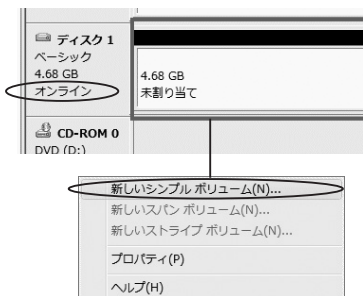 ディスク 1
ベーシック
4.68 GB
オンライン
4.68 GB
未割り当て
CD-ROM 0
DVD (D:)
新しいシンプル ボリューム(N)...
新しいスパン ボリューム(N)...
新しいストライプ ボリューム(N)...
プロパティ(P)
ヘルプ(H)